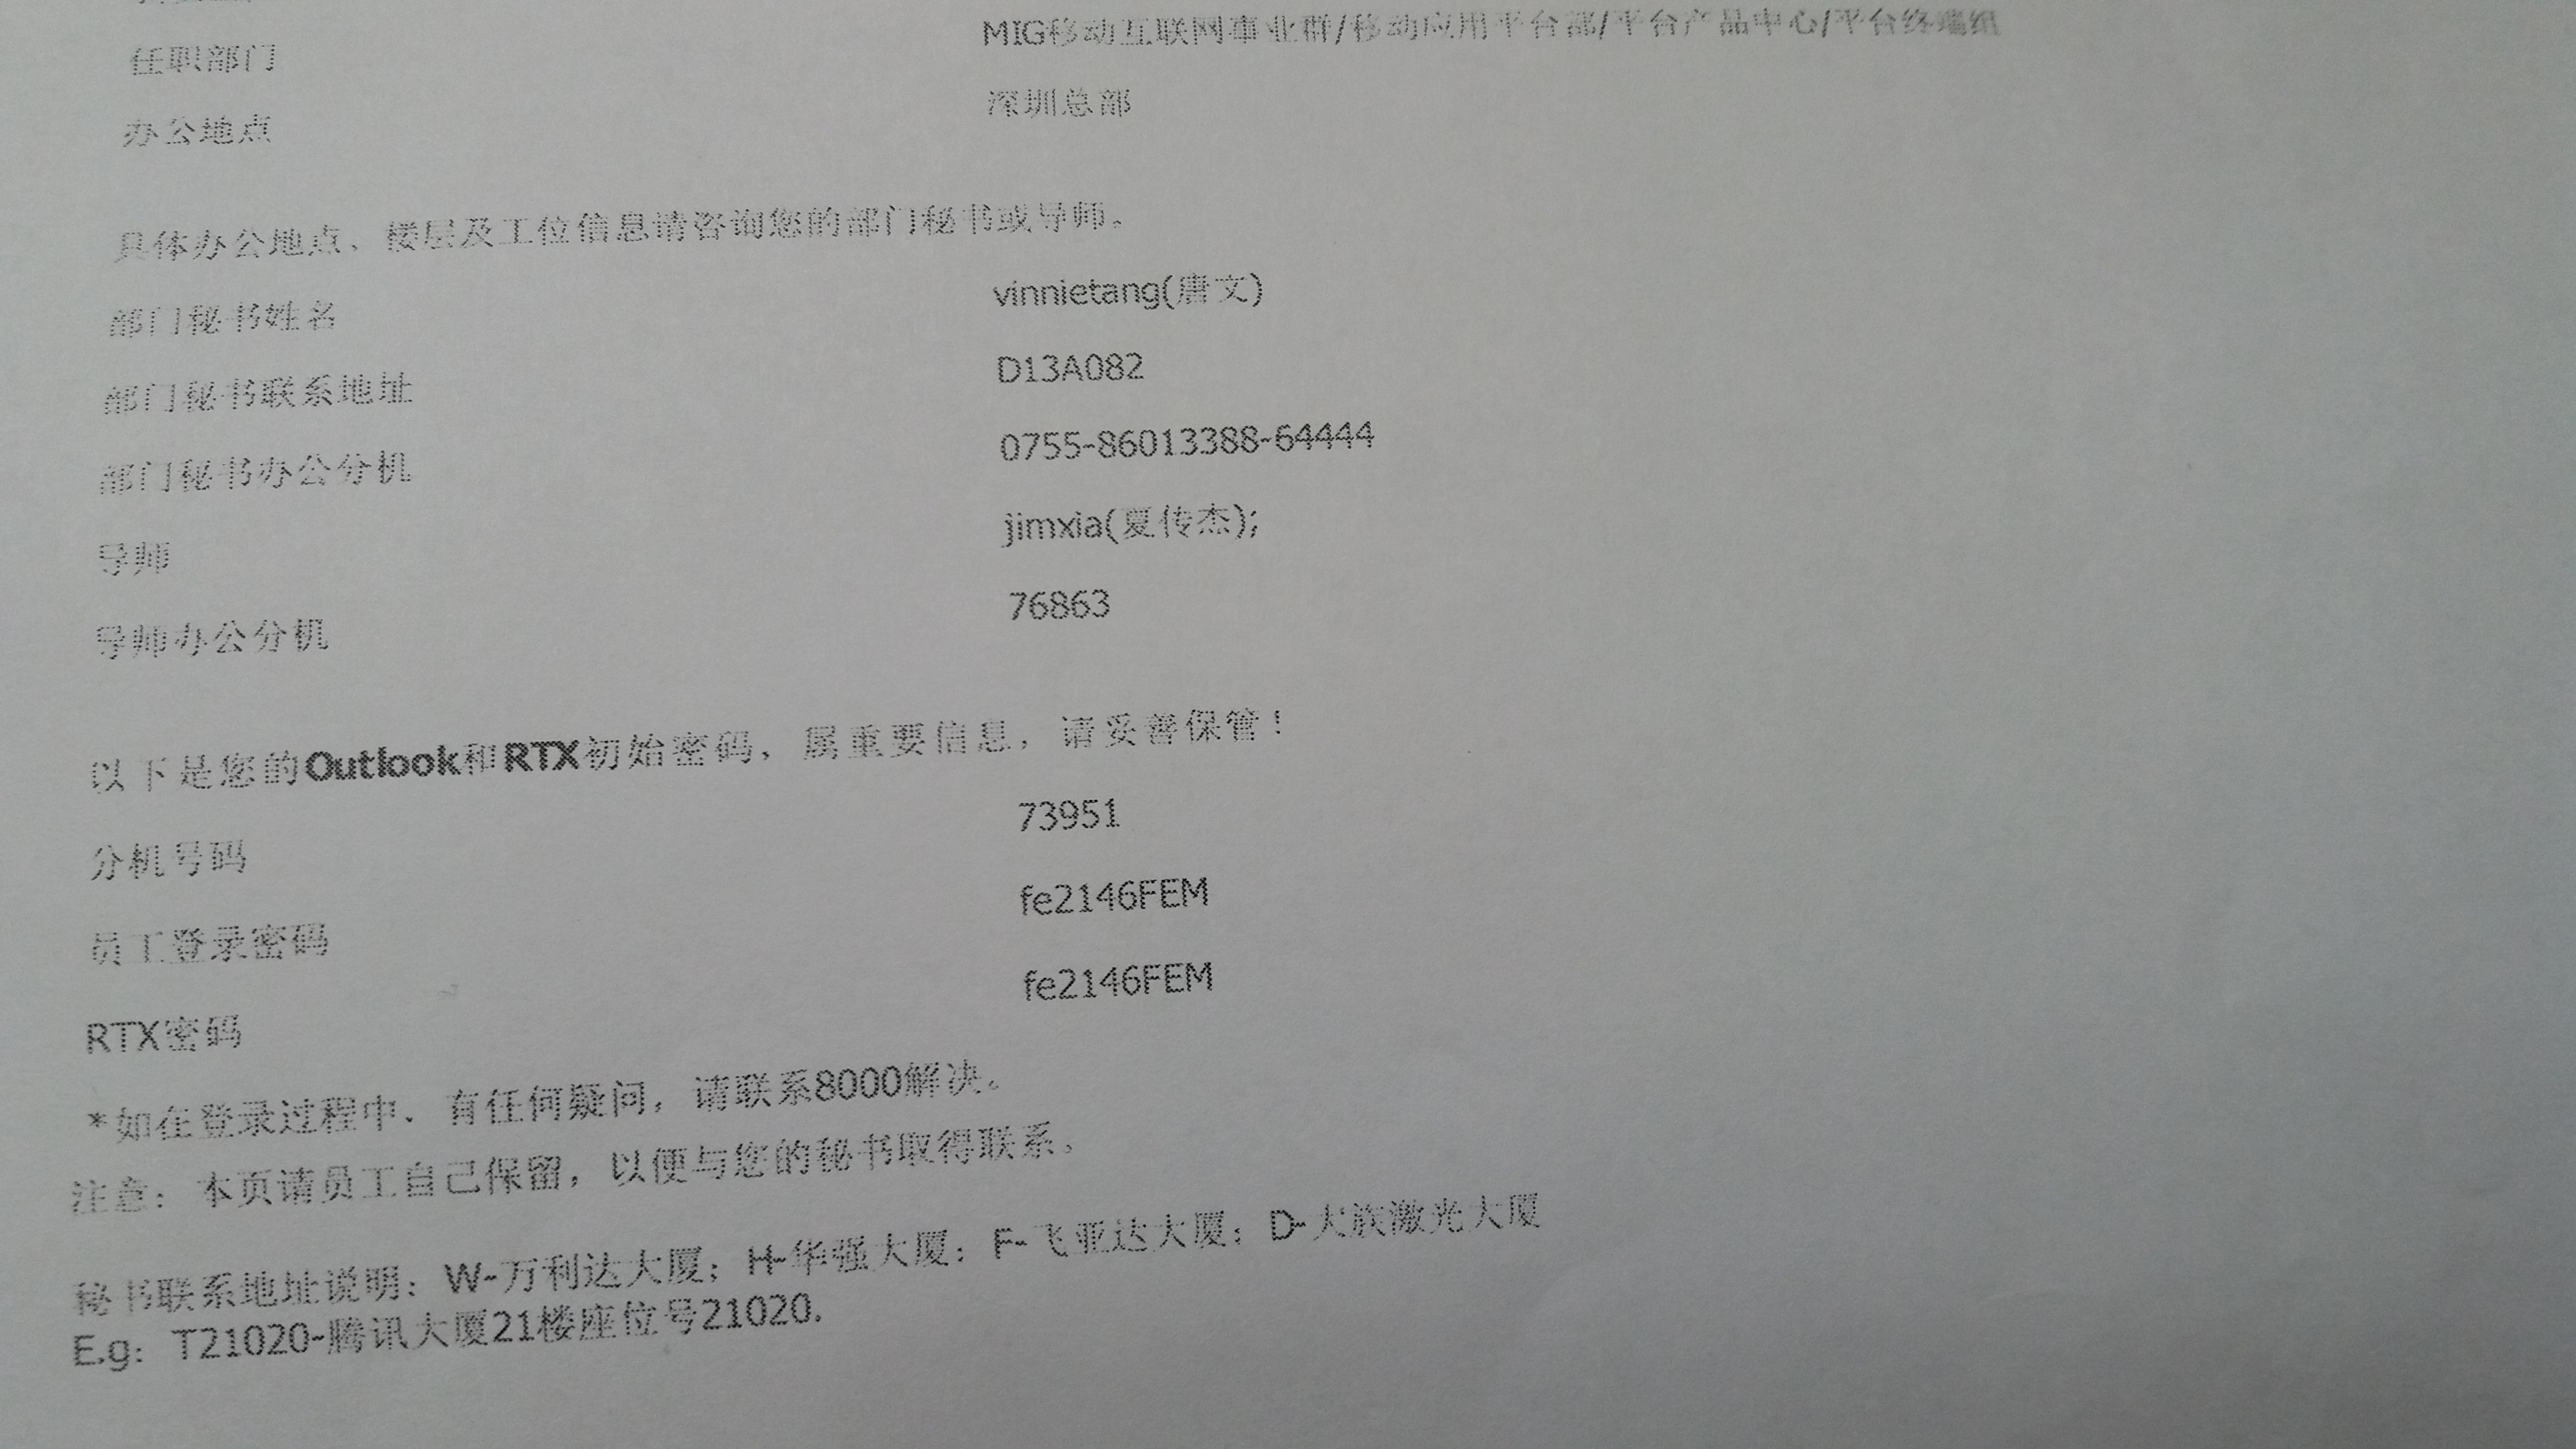 任职部门 MIG移动互联网事业群/移动应用平台部/平台产品中心/平台终端组
办公地点 深圳总部
具体办公地点、楼层及工位信息请咨询您的部门秘书或导师。
部门秘书姓名 vinnietang(唐文)
部门秘书联系地址 D13A082
部门秘书办公分机 0755-86013388-64444
导师 jimxia(夏传杰);
导师办公分机 76863
以下是您的Outlook和RTX初始密码，属重要信息，请妥善保管！
分机号码 73951
员工登录密码 fe2146FEM
RTX密码 fe2146FEM
*如在登录过程中，有任何疑问，请联系8000解决。
注意：本页请员工自己保留，以便与您的秘书取得联系。
秘书联系地址说明：W-万利达大厦；H-华强大厦；F-飞亚达大厦；D-大族激光大厦
E.g: T21020-腾讯大厦21楼座位号21020.